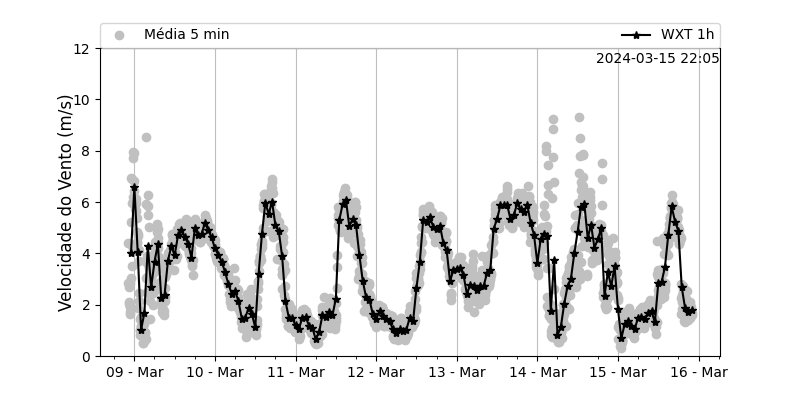 Média 5 min
WXT 1h
2024-03-15 22:05
Velocidade do Vento (m/s)
12
10
8
6
4
2
0
09 - Mar
10 - Mar
11 - Mar
12 - Mar
13 - Mar
14 - Mar
15 - Mar
16 - Mar